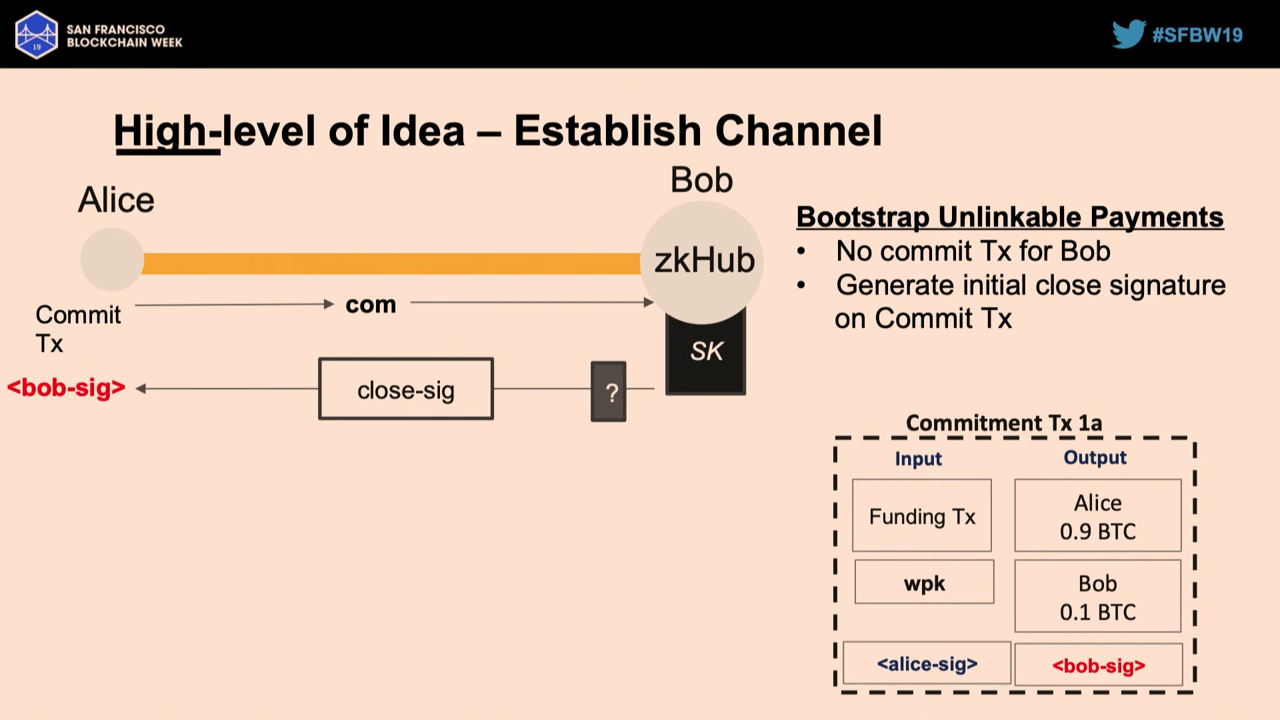 SAN FRANCISCO
BLOCKCHAIN WEEK
19
#SFBW19
High-level of Idea – Establish Channel
Alice
Bob
zkHub
Commit
Tx
com
SK
<bob-sig>
close-sig
?
Bootstrap Unlinkable Payments
• No commit Tx for Bob
• Generate initial close signature
on Commit Tx
Commitment Tx 1a
Input
Output
Funding Tx
Alice
0.9 BTC
wpk
Bob
0.1 BTC
<alice-sig>
<bob-sig>